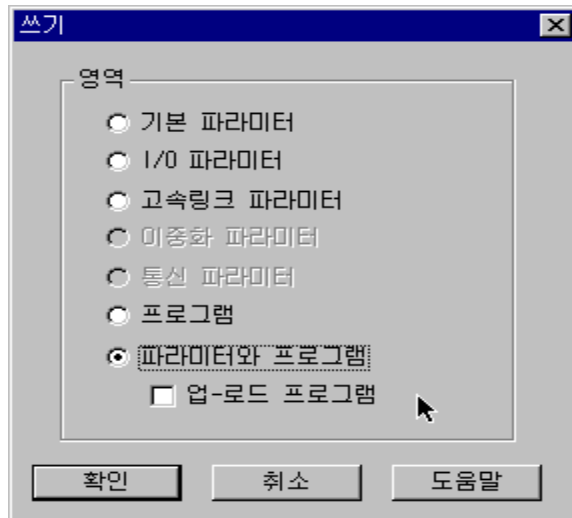 쓰기
영역
기본 파라미터
I/O 파라미터
고속링크 파라미터
이중화 파라미터
통신 파라미터
프로그램
파라미터와 프로그램
업-로드 프로그램
확인 취소 도움말